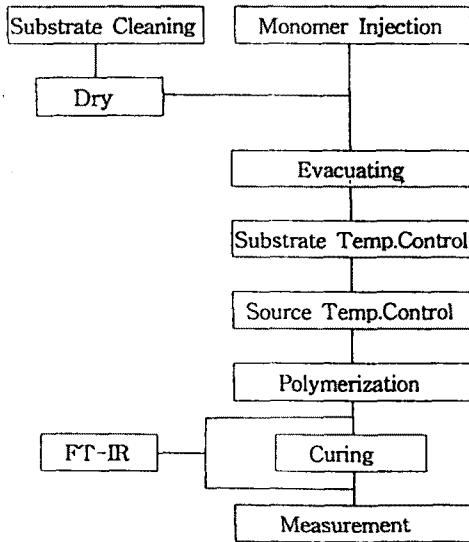 Substrate Cleaning
Monomer Injection
Dry
Evacuating
Substrate Temp.Control
Source Temp.Control
Polymerization
FT-IR
Curing
Measurement